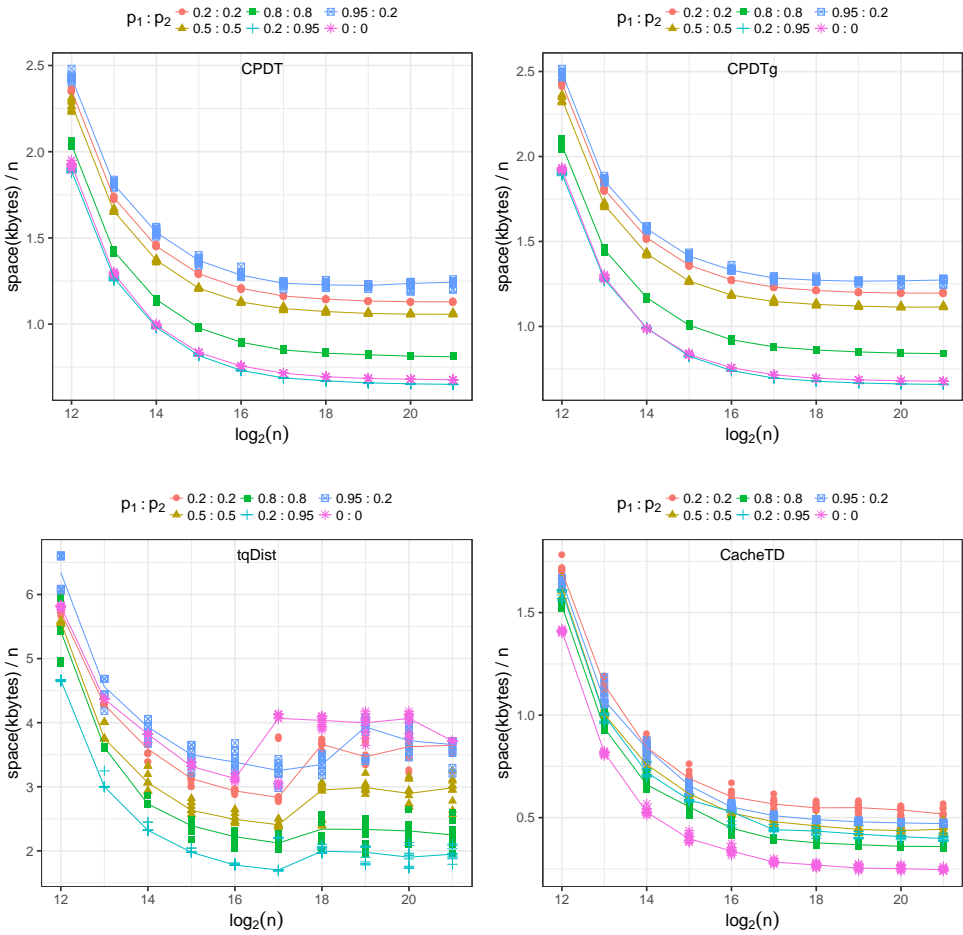 p₁ : p₂ 0.2 : 0.2 0.8 : 0.8 0.95 : 0.2
0.5 : 0.5 0.2 : 0.95 0 : 0
CPDT
space(kbytes) / n
2.5
2.0
1.5
1.0
12 14 16 18 20
log₂(n)
p₁ : p₂ 0.2 : 0.2 0.8 : 0.8 0.95 : 0.2
0.5 : 0.5 0.2 : 0.95 0 : 0
CPDTg
space(kbytes) / n
2.5
2.0
1.5
1.0
12 14 16 18 20
log₂(n)
p₁ : p₂ 0.2 : 0.2 0.8 : 0.8 0.95 : 0.2
0.5 : 0.5 0.2 : 0.95 0 : 0
tqDist
space(kbytes) / n
6
5
4
3
2
12 14 16 18 20
log₂(n)
p₁ : p₂ 0.2 : 0.2 0.8 : 0.8 0.95 : 0.2
0.5 : 0.5 0.2 : 0.95 0 : 0
CacheTD
space(kbytes) / n
1.5
1.0
0.5
12 14 16 18 20
log₂(n)